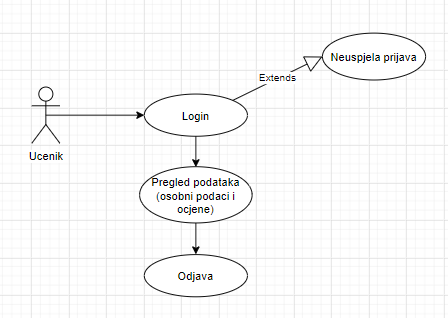 Neuspjela prijava
Extends
Login
Ucenik
Pregled podataka
(osobni podaci i
ocjene)
Odjava